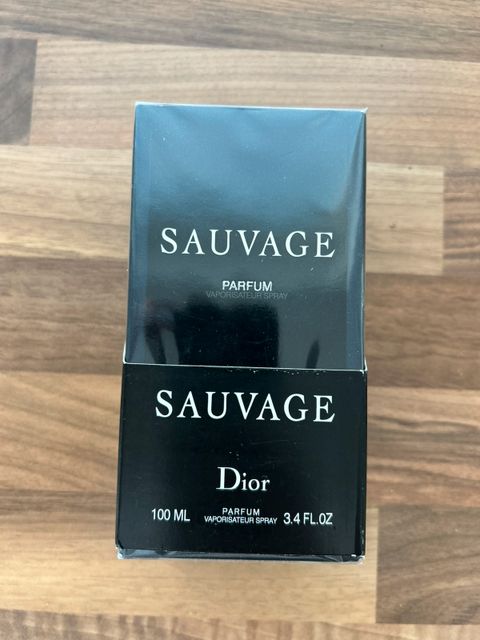 SAUVAGE
PARFUM
VAPORISATEUR SPRAY
SAUVAGE
Dior
100 ML PARFUM 3.4 FL.OZ
VAPORISATEUR SPRAY